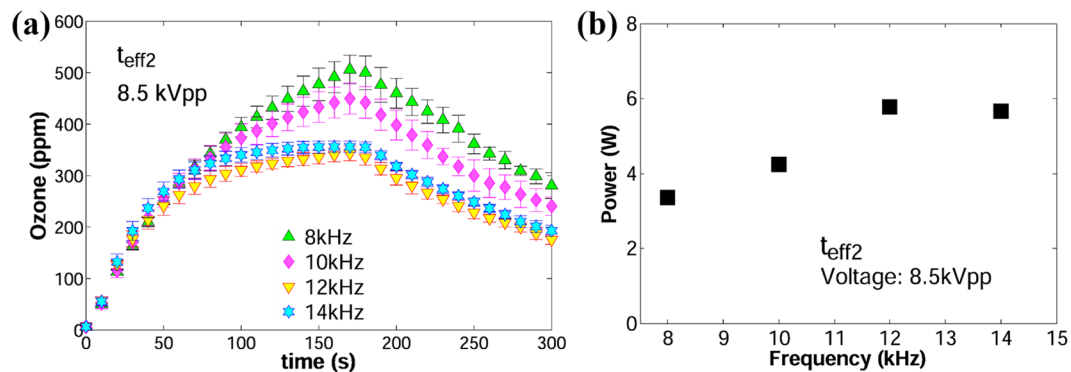 (a)
600
500
400
300
200
100
0
Ozone (ppm)
t_eff2
8.5 kVpp
8kHz
10kHz
12kHz
14kHz
0 50 100 150 200 250 300
time (s)
(b)
8
6
4
2
0
Power (W)
t_eff2
Voltage: 8.5kVpp
8 9 10 11 12 13 14 15
Frequency (kHz)